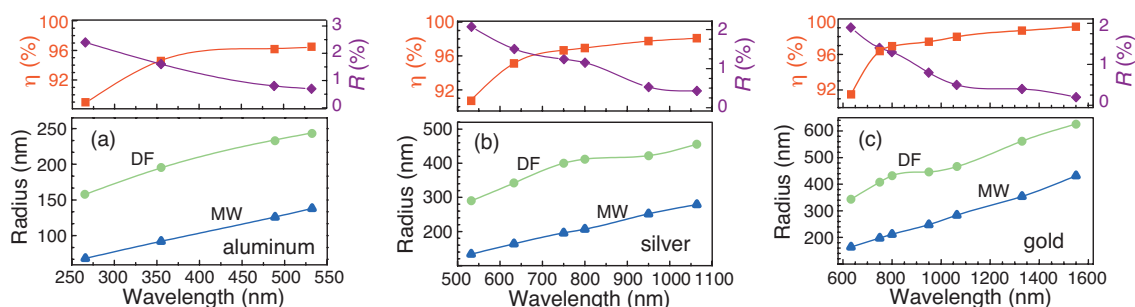 100
96
92
88
η (%)
3
2
1
0
R (%)
250
200
150
100
Radius (nm)
(a)
DF
MW
aluminum
250 300 350 400 450 500 550
Wavelength (nm)
100
96
92
η (%)
2
1
0
R (%)
500
400
300
200
Radius (nm)
(b)
DF
MW
silver
500 600 700 800 900 1000 1100
Wavelength (nm)
100
96
92
η (%)
2
1
0
R (%)
600
500
400
300
200
Radius (nm)
(c)
DF
MW
gold
600 800 1000 1200 1400 1600
Wavelength (nm)